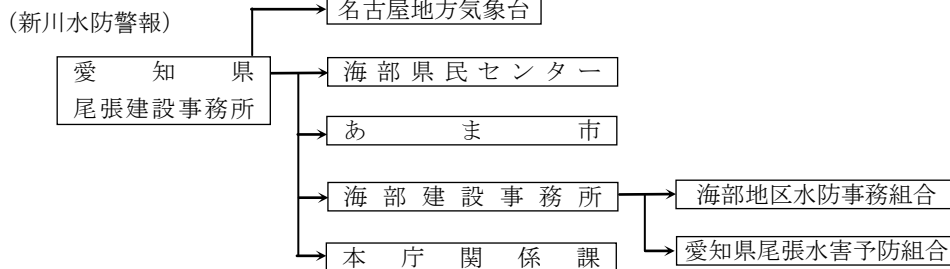 名古屋地方気象台
（新川水防警報）
愛知県
尾張建設事務所
海部県民センター
あま市
海部建設事務所
海部地区水防事務組合
愛知県尾張水害予防組合
本庁関係課